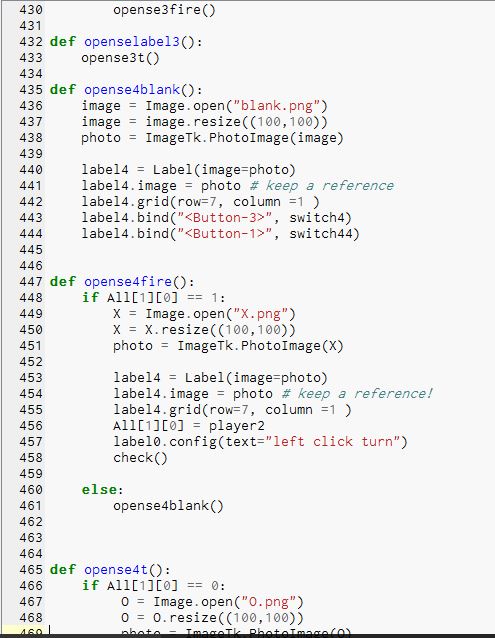 430         opense3fire()
431
432 def openselabel3():
433     opense3t()
434
435 def opense4blank():
436     image = Image.open("blank.png")
437     image = image.resize((100,100))
438     photo = ImageTk.PhotoImage(image)
439
440     label4 = Label(image=photo)
441     label4.image = photo # keep a reference
442     label4.grid(row=7, column =1 )
443     label4.bind("<Button-3>", switch4)
444     label4.bind("<Button-1>", switch44)
445
446
447 def opense4fire():
448     if All[1][0] == 1:
449         X = Image.open("X.png")
450         X = X.resize((100,100))
451         photo = ImageTk.PhotoImage(X)
452
453         label4 = Label(image=photo)
454         label4.image = photo # keep a reference!
455         label4.grid(row=7, column =1 )
456         All[1][0] = player2
457         label0.config(text="left click turn")
458         check()
459
460     else:
461         opense4blank()
462
463
464
465 def opense4t():
466     if All[1][0] == 0:
467         O = Image.open("O.png")
468         O = O.resize((100,100))
469         photo = ImageTk.PhotoImage(O)